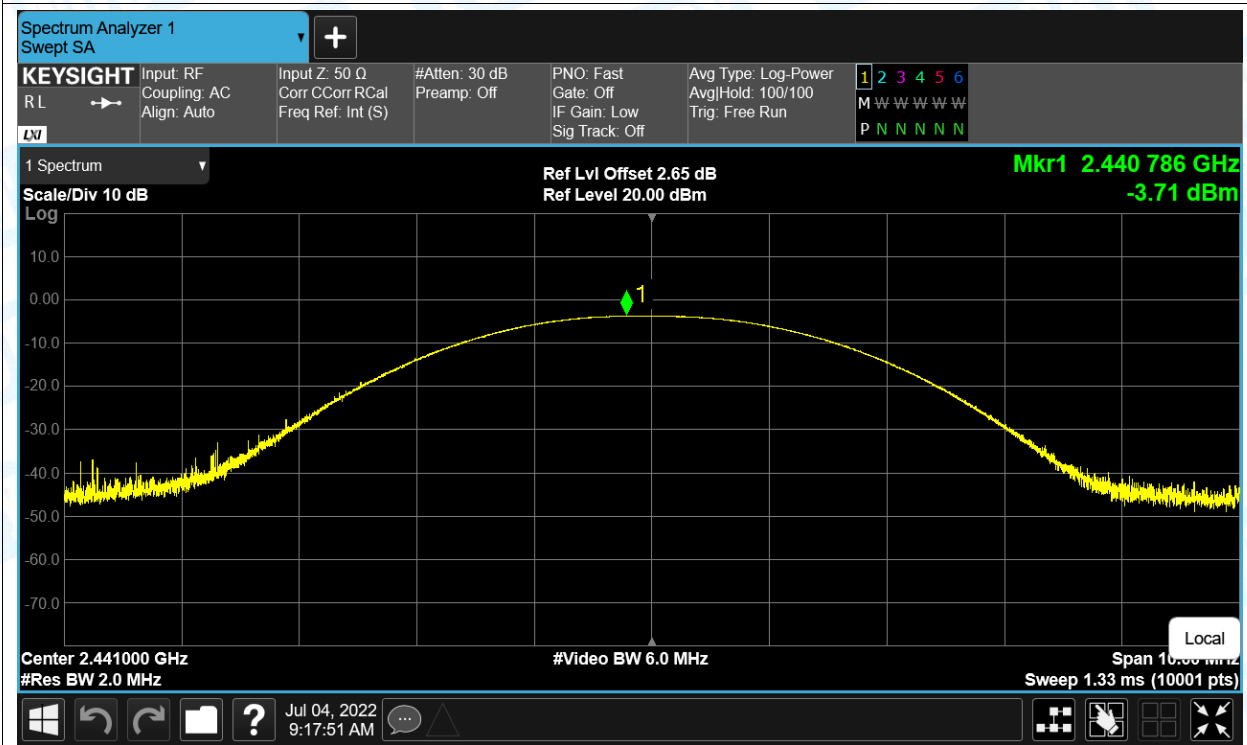 Spectrum Analyzer 1
Swept SA
KEYSIGHT
R L
LXI
Input: RF
Coupling: AC
Align: Auto
Input Z: 50 Ω
Corr CCorr RCal
Freq Ref: Int (S)
#Atten: 30 dB
Preamp: Off
PNO: Fast
Gate: Off
IF Gain: Low
Sig Track: Off
Avg Type: Log-Power
Avg|Hold: 100/100
Trig: Free Run
1 2 3 4 5 6
M W W W W W
P N N N N N
1 Spectrum
Scale/Div 10 dB
Log
Ref Lvl Offset 2.65 dB
Ref Level 20.00 dBm
Mkr1 2.440 786 GHz
-3.71 dBm
10.0
0.00
1
-10.0
-20.0
-30.0
-40.0
-50.0
-60.0
-70.0
Local
Center 2.441000 GHz
#Video BW 6.0 MHz
Span 10.00 MHz
#Res BW 2.0 MHz
Sweep 1.33 ms (10001 pts)
?
Jul 04, 2022
9:17:51 AM